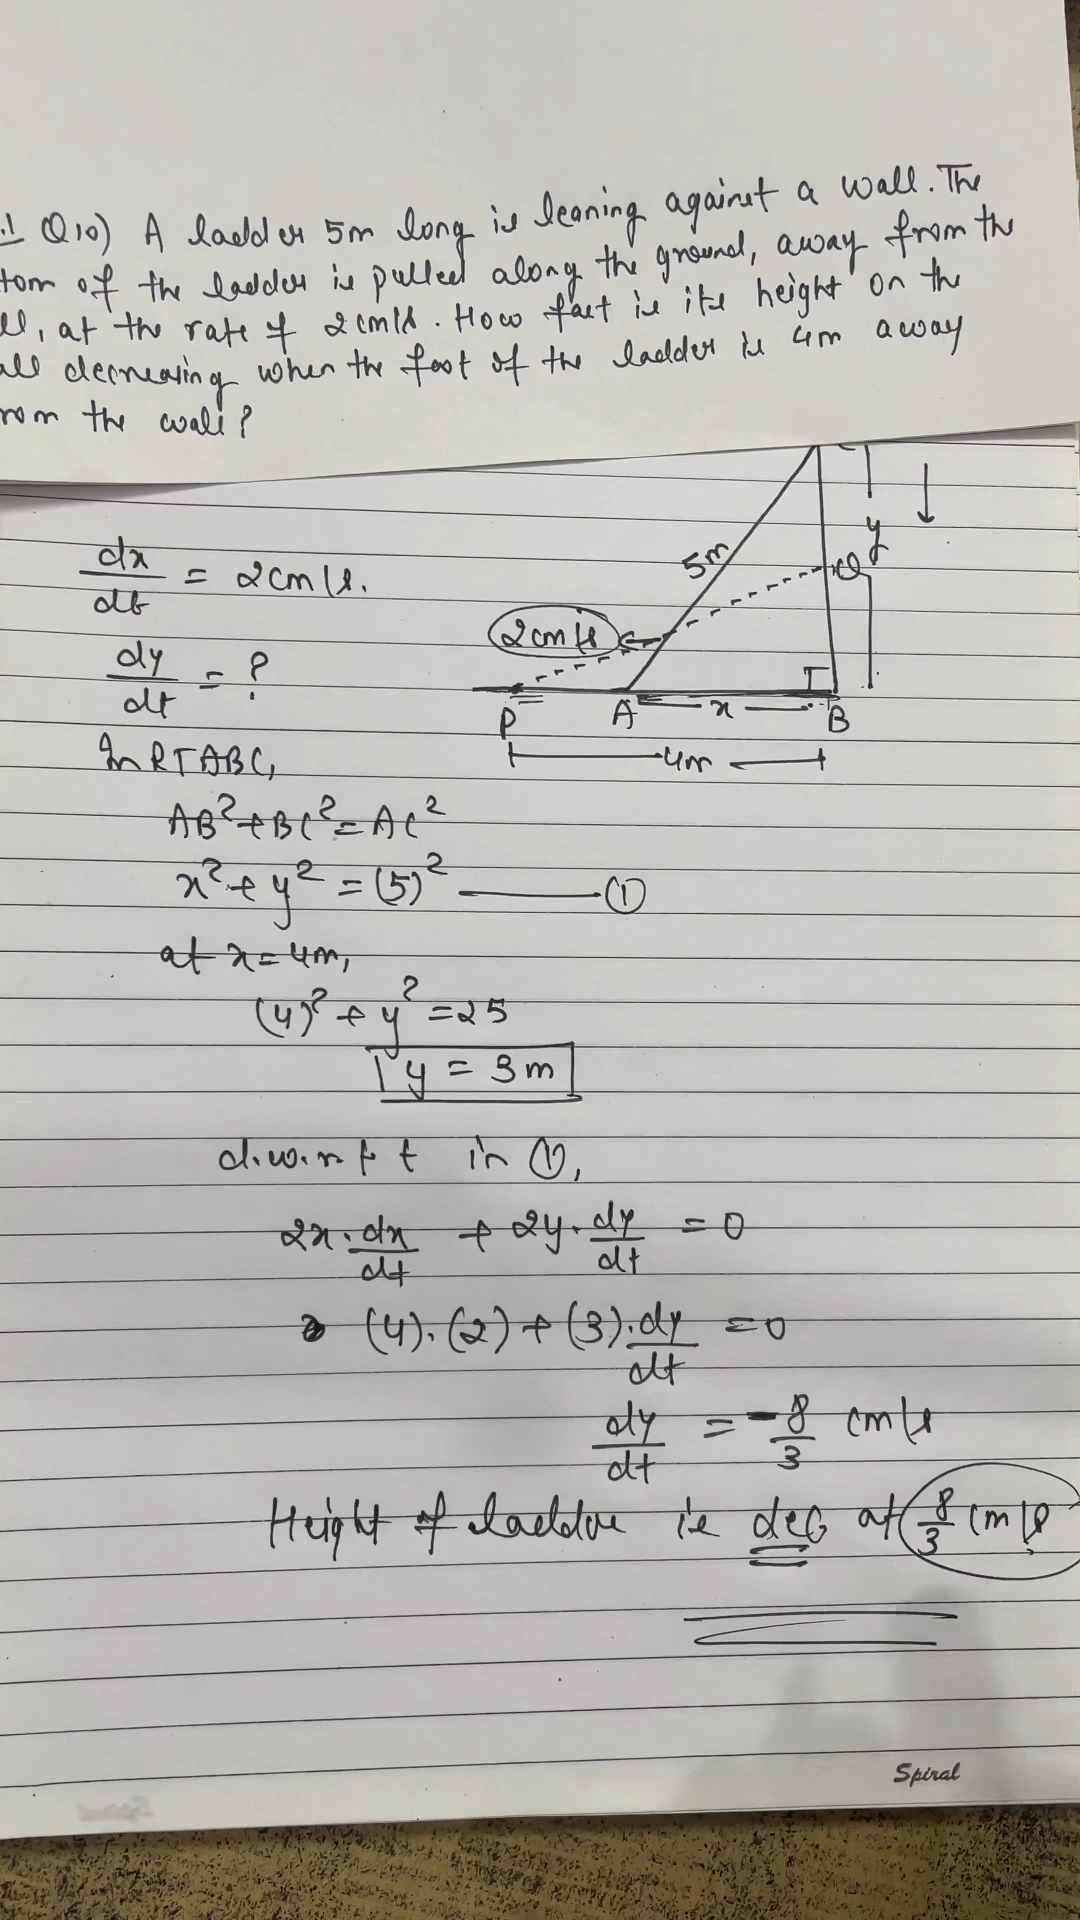 .1 Q10) A ladder 5m long is leaning against a wall. The
tom of the ladder is pulled along the ground, away from the
ll, at the rate of 2cm/s. How fast is its height on the
all decreasing when the foot of the ladder is 4m away
rom the wall?
dx/dt = 2cm/s.
dy/dt = ?
5m
y
Q
2cm/s
P A x B
4m
In RT ABC,
AB² + BC² = AC²
x² + y² = (5)² ——— ①
at x = 4m,
(4)² + y² = 25
y = 3m
d.w.r.t t in ①,
2x. dx/dt + 2y. dy/dt = 0
(4).(2) + (3).dy/dt = 0
dy/dt = -8/3 cm/s
Height of ladder is dec at 8/3 cm/s
Spiral